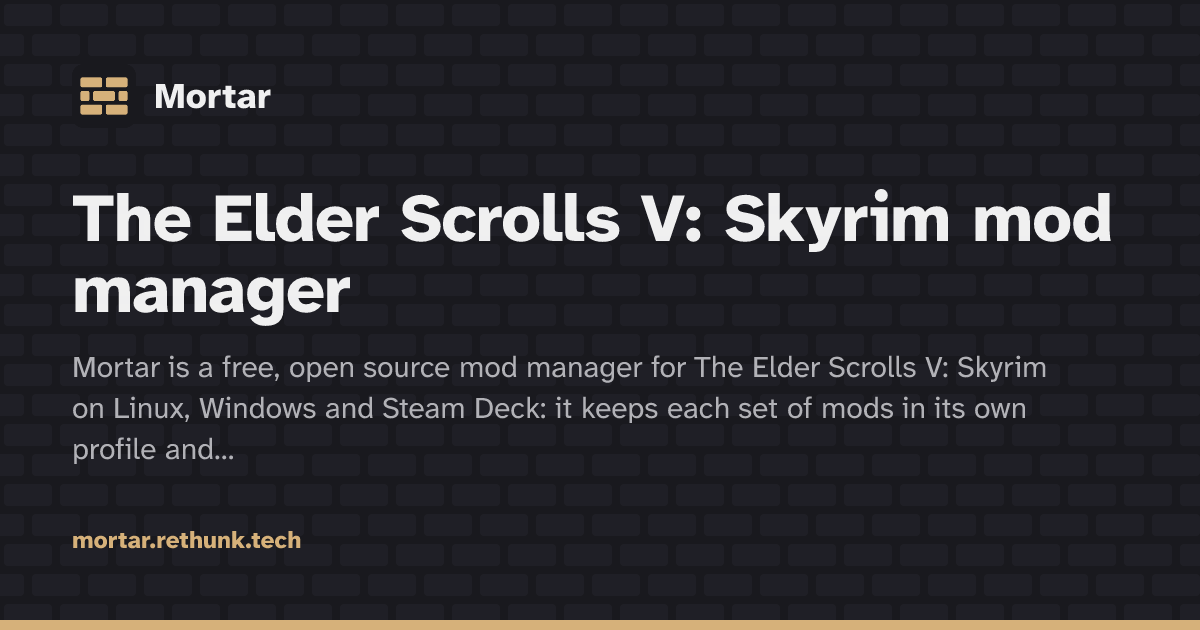 Mortar
The Elder Scrolls V: Skyrim mod
manager
Mortar is a free, open source mod manager for The Elder Scrolls V: Skyrim
on Linux, Windows and Steam Deck: it keeps each set of mods in its own
profile and...
mortar.rethunk.tech